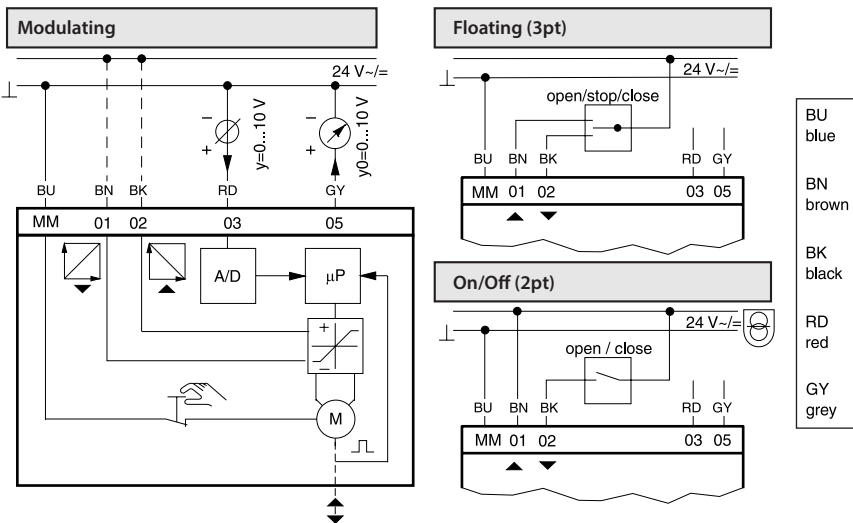 Modulating
24 V~/=
⊥
y=0...10 V
y0=0...10 V
− −
+ +
BU BN BK RD GY
MM 01 02 03 05
A/D
µP
+
−
M
Floating (3pt)
24 V~/=
⊥
open/stop/close
BU BN BK RD GY
MM 01 02 03 05
On/Off (2pt)
24 V~/=
⊥
open / close
BU BN BK RD GY
MM 01 02 03 05
BU
blue
BN
brown
BK
black
RD
red
GY
grey